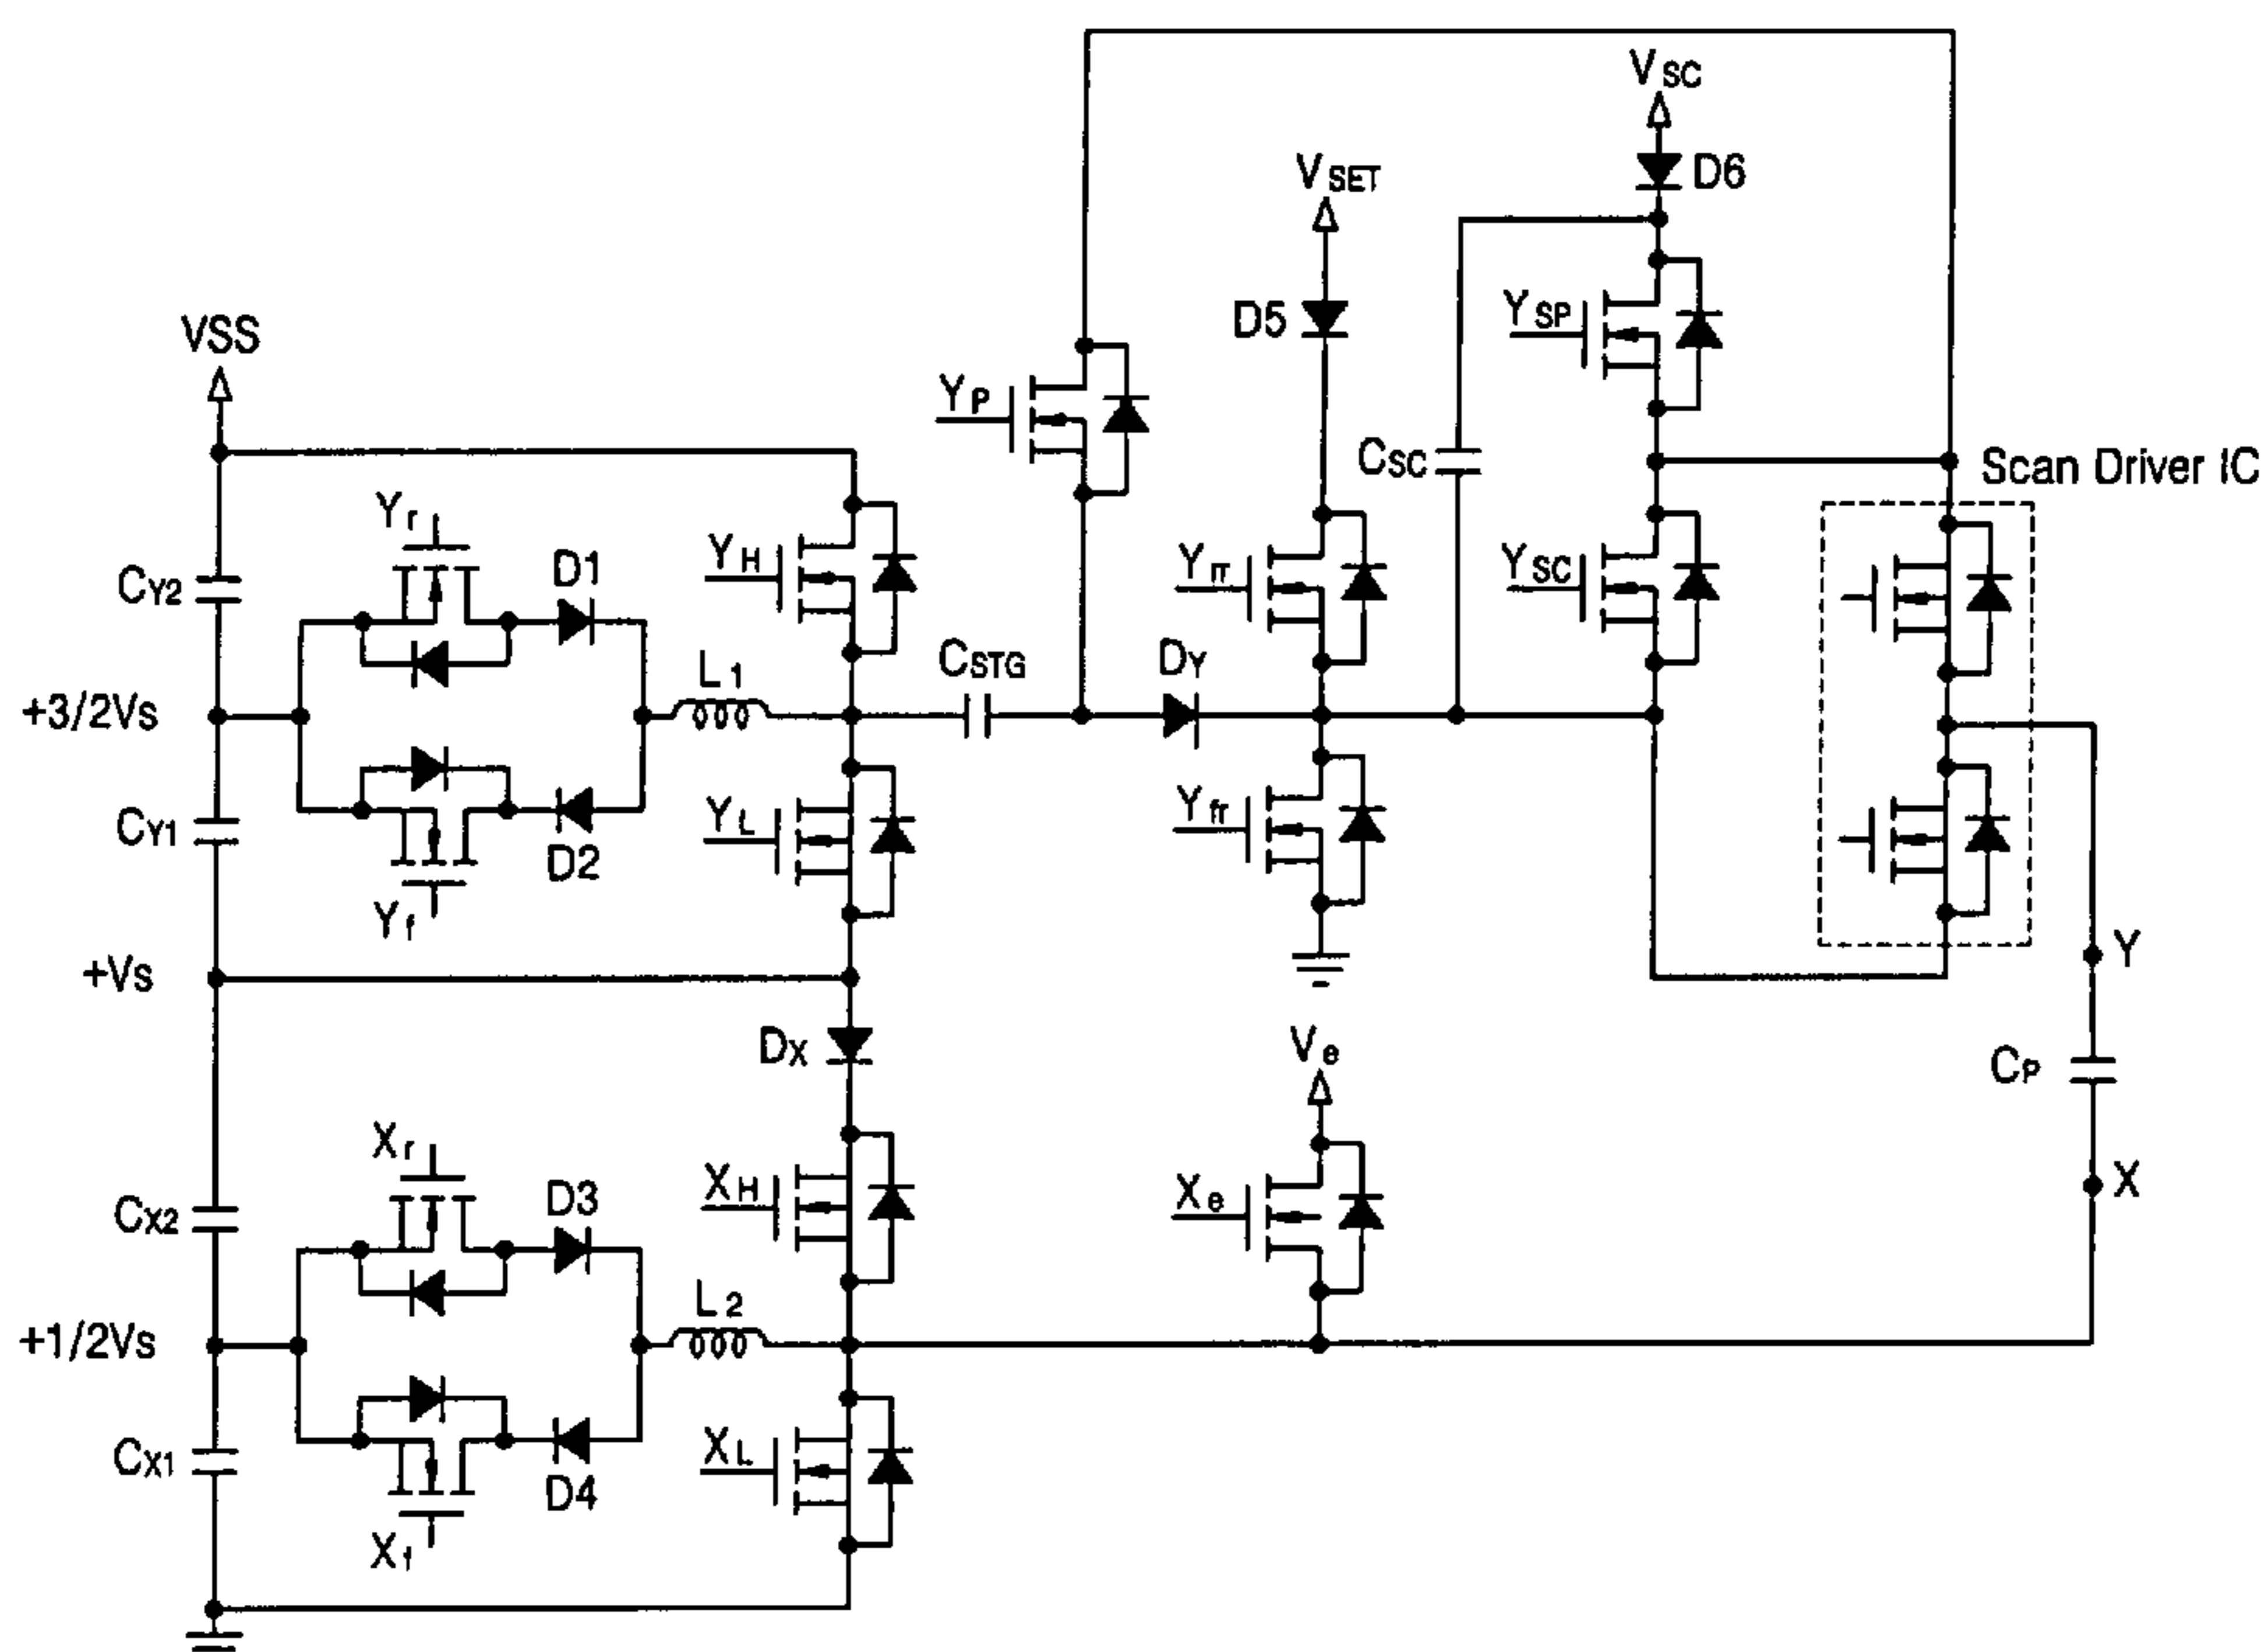 VSC
D6
VSET
D5
YSP
VSS
YP
CSC
Scan Driver IC
Yr
D1
YH
Yrr
YSC
CY2
L1
CSTG
DY
+3/2Vs
CY1
YL
Yfr
D2
Yf
+Vs
Y
DX
Ve
CP
Xr
D3
XH
Xe
X
CX2
L2
+1/2Vs
CX1
XL
D4
Xf